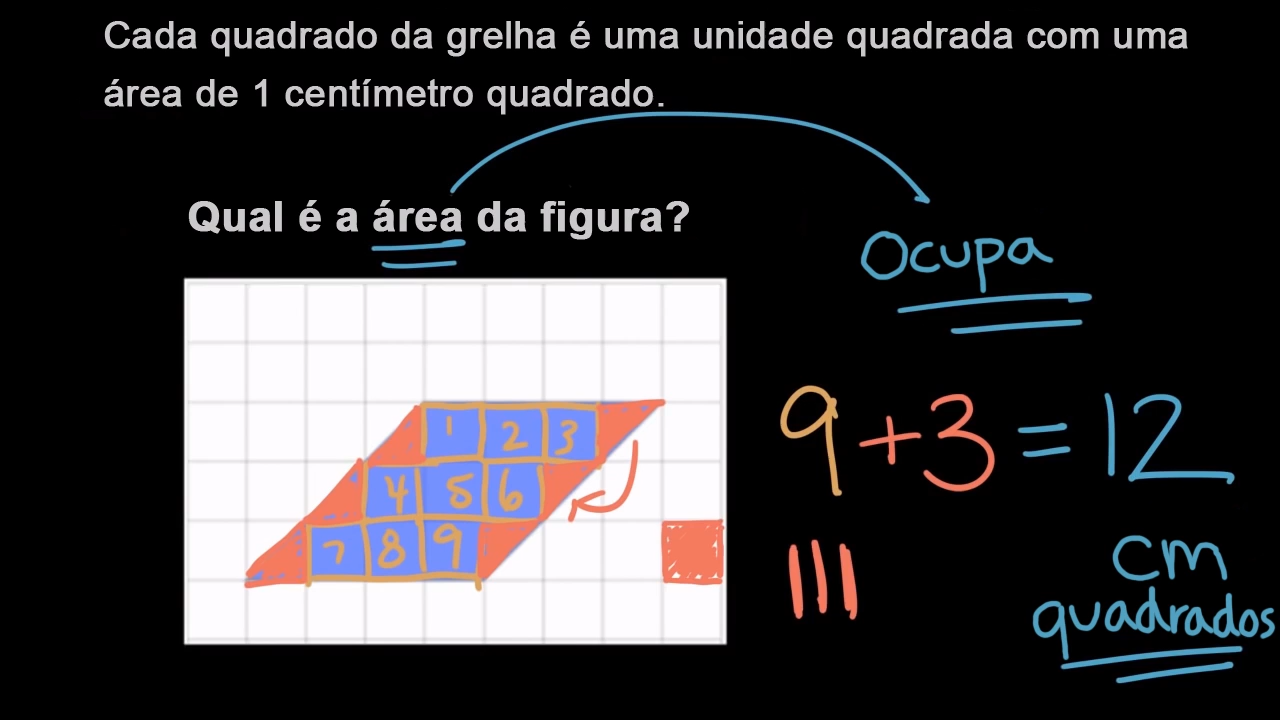 Cada quadrado da grelha é uma unidade quadrada com uma
área de 1 centímetro quadrado.
Qual é a área da figura?
Ocupa
1 2 3
4 5 6
7 8 9
9+3=12
III
cm
quadrados